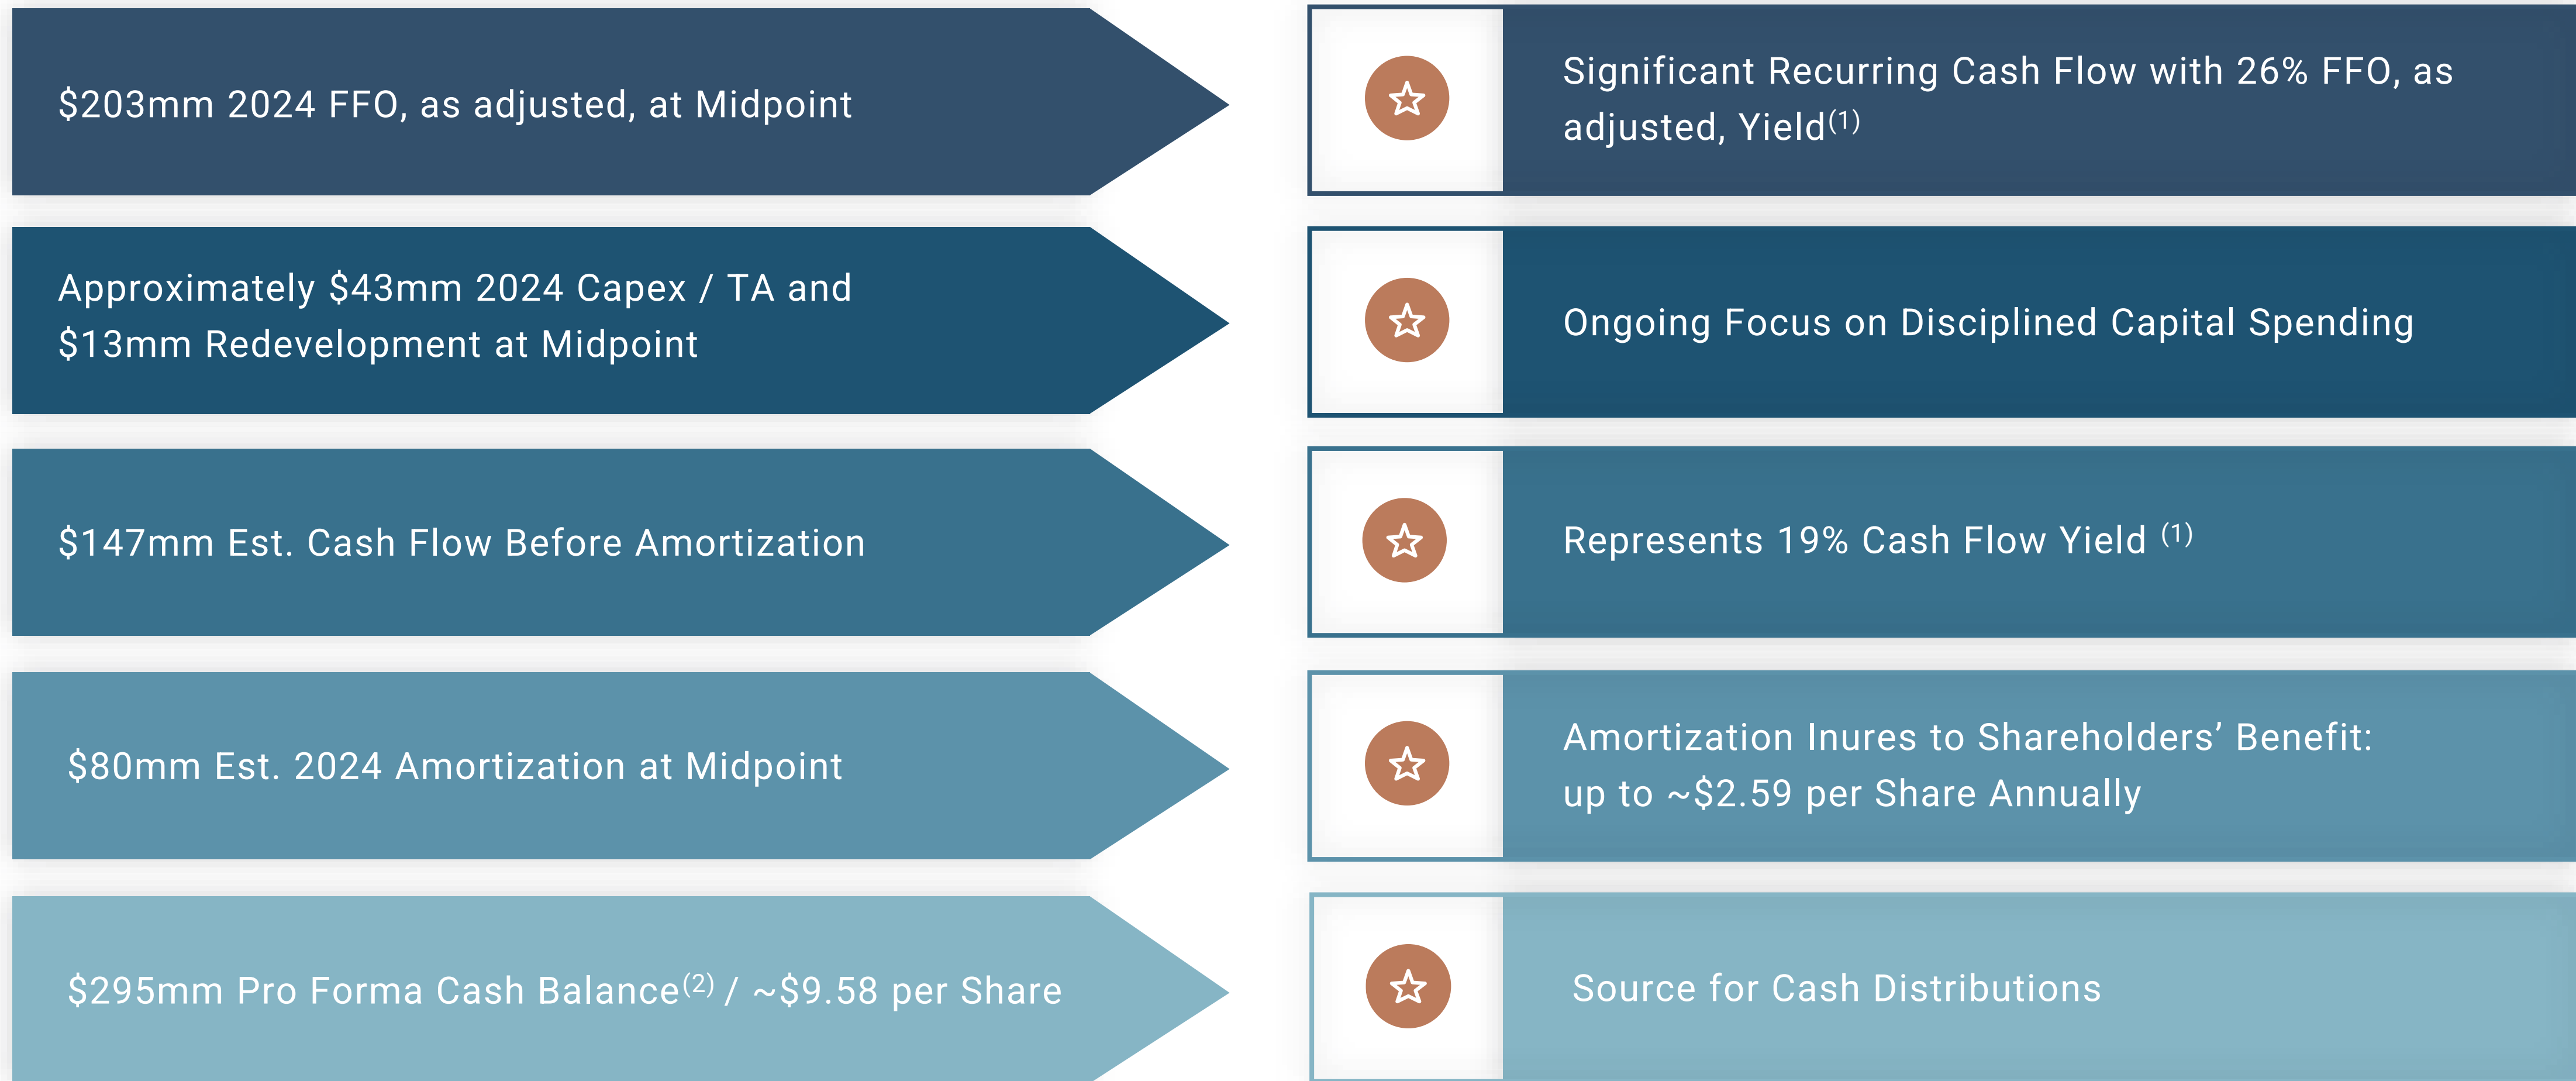 $203mm 2024 FFO, as adjusted, at Midpoint
Significant Recurring Cash Flow with 26% FFO, as
adjusted, Yield(1)
Approximately $43mm 2024 Capex / TA and
$13mm Redevelopment at Midpoint
Ongoing Focus on Disciplined Capital Spending
$147mm Est. Cash Flow Before Amortization
Represents 19% Cash Flow Yield (1)
$80mm Est. 2024 Amortization at Midpoint
Amortization Inures to Shareholders’ Benefit:
up to ~$2.59 per Share Annually
$295mm Pro Forma Cash Balance(2) / ~$9.58 per Share
Source for Cash Distributions